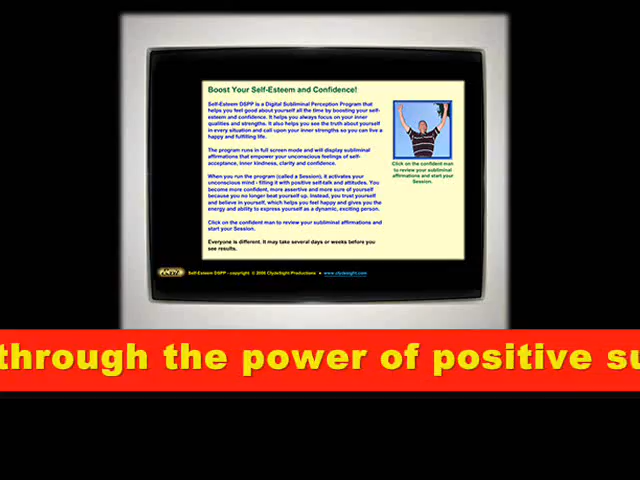 Boost Your Self-Esteem and Confidence!
Self-Esteem DSPP is a Digital Subliminal Perception Program that
helps you feel good about yourself all the time by boosting your self-
esteem and confidence. It helps you always focus on your inner
qualities and strengths. It also helps you see the truth about yourself
in every situation and call upon your inner strengths so you can live a
happy and fulfilling life.
The program runs in full screen mode and will display subliminal
affirmations that empower your unconscious feelings of self-
acceptance, inner kindness, clarity and confidence.
When you run the program (called a Session), it activates your
unconscious mind - filling it with positive self-talk and attitudes. You
become more confident, more assertive and more sure of yourself
because you no longer beat yourself up. Instead, you trust yourself
and believe in yourself, which helps you feel happy and gives you the
energy and ability to express yourself as a dynamic, exciting person.
Click on the confident man to review your subliminal affirmations and
start your Session.
Everyone is different. It may take several days or weeks before you
see results.
Click on the confident man
to review your subliminal
affirmations and start your
Session.
Self-Esteem DSPP - copyright © 2006 ClydeSight Productions www.clydesight.com
through the power of positive su